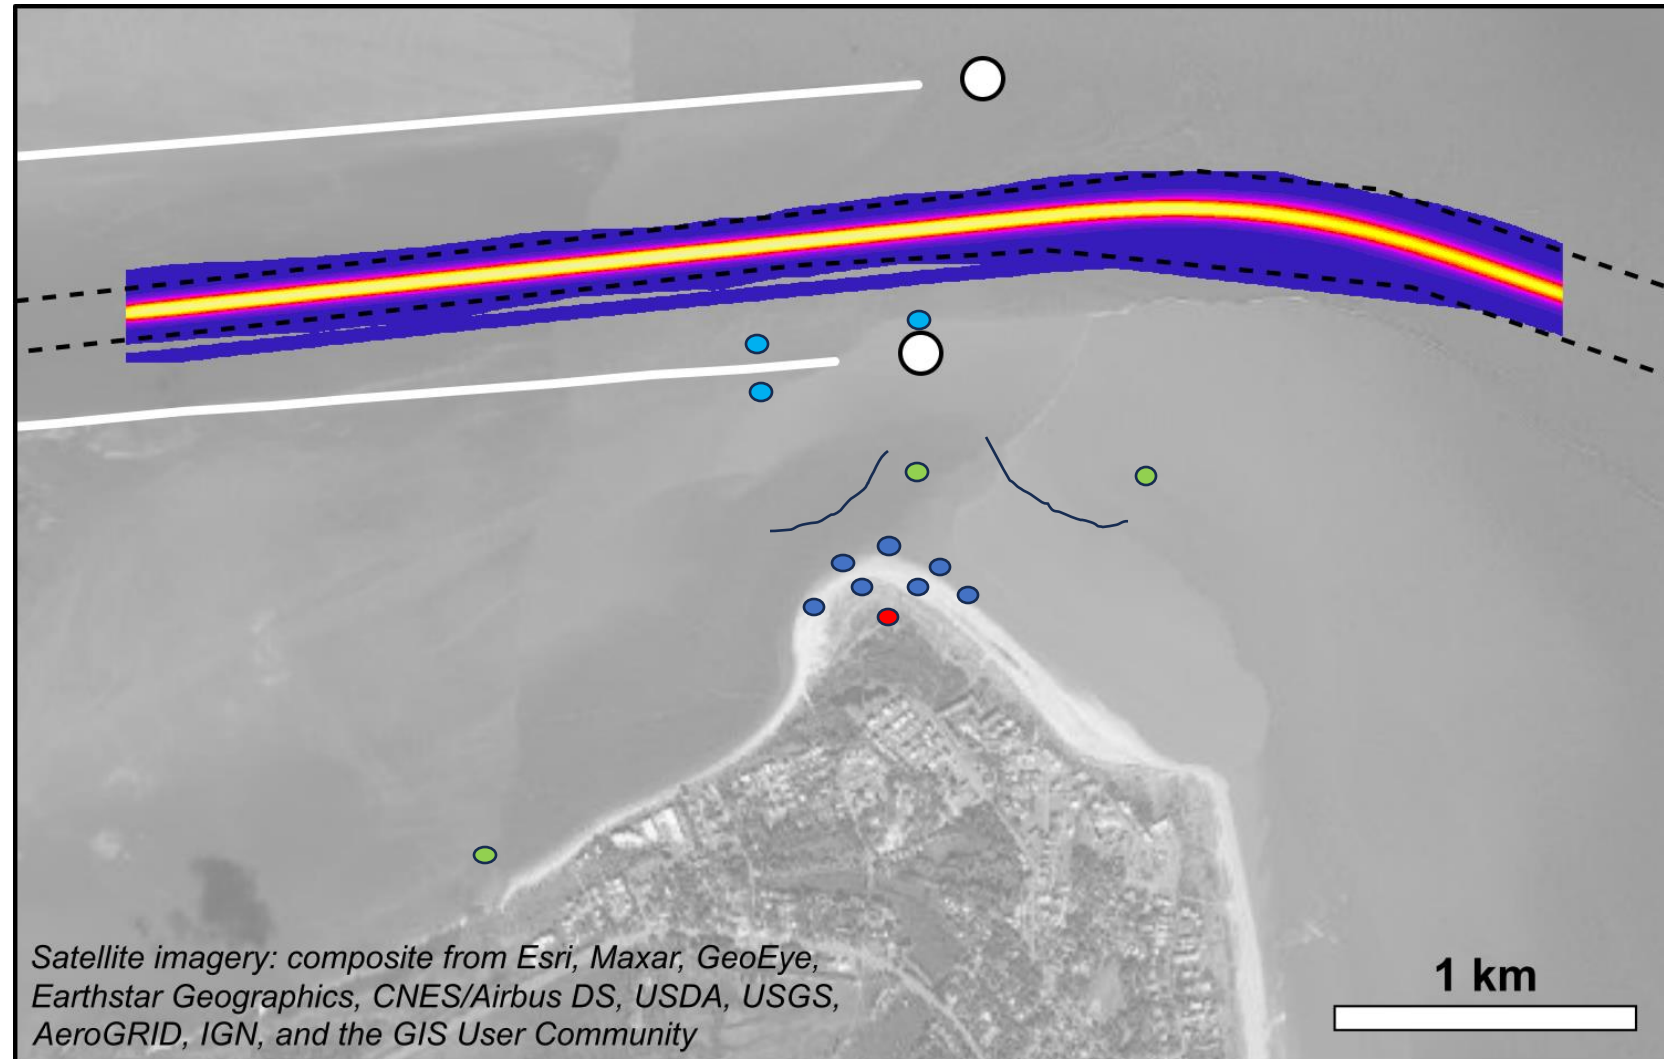 1 km
Satellite imagery: composite from Esri, Maxar, GeoEye,
Earthstar Geographics, CNES/Airbus DS, USDA, USGS,
AeroGRID, IGN, and the GIS User Community